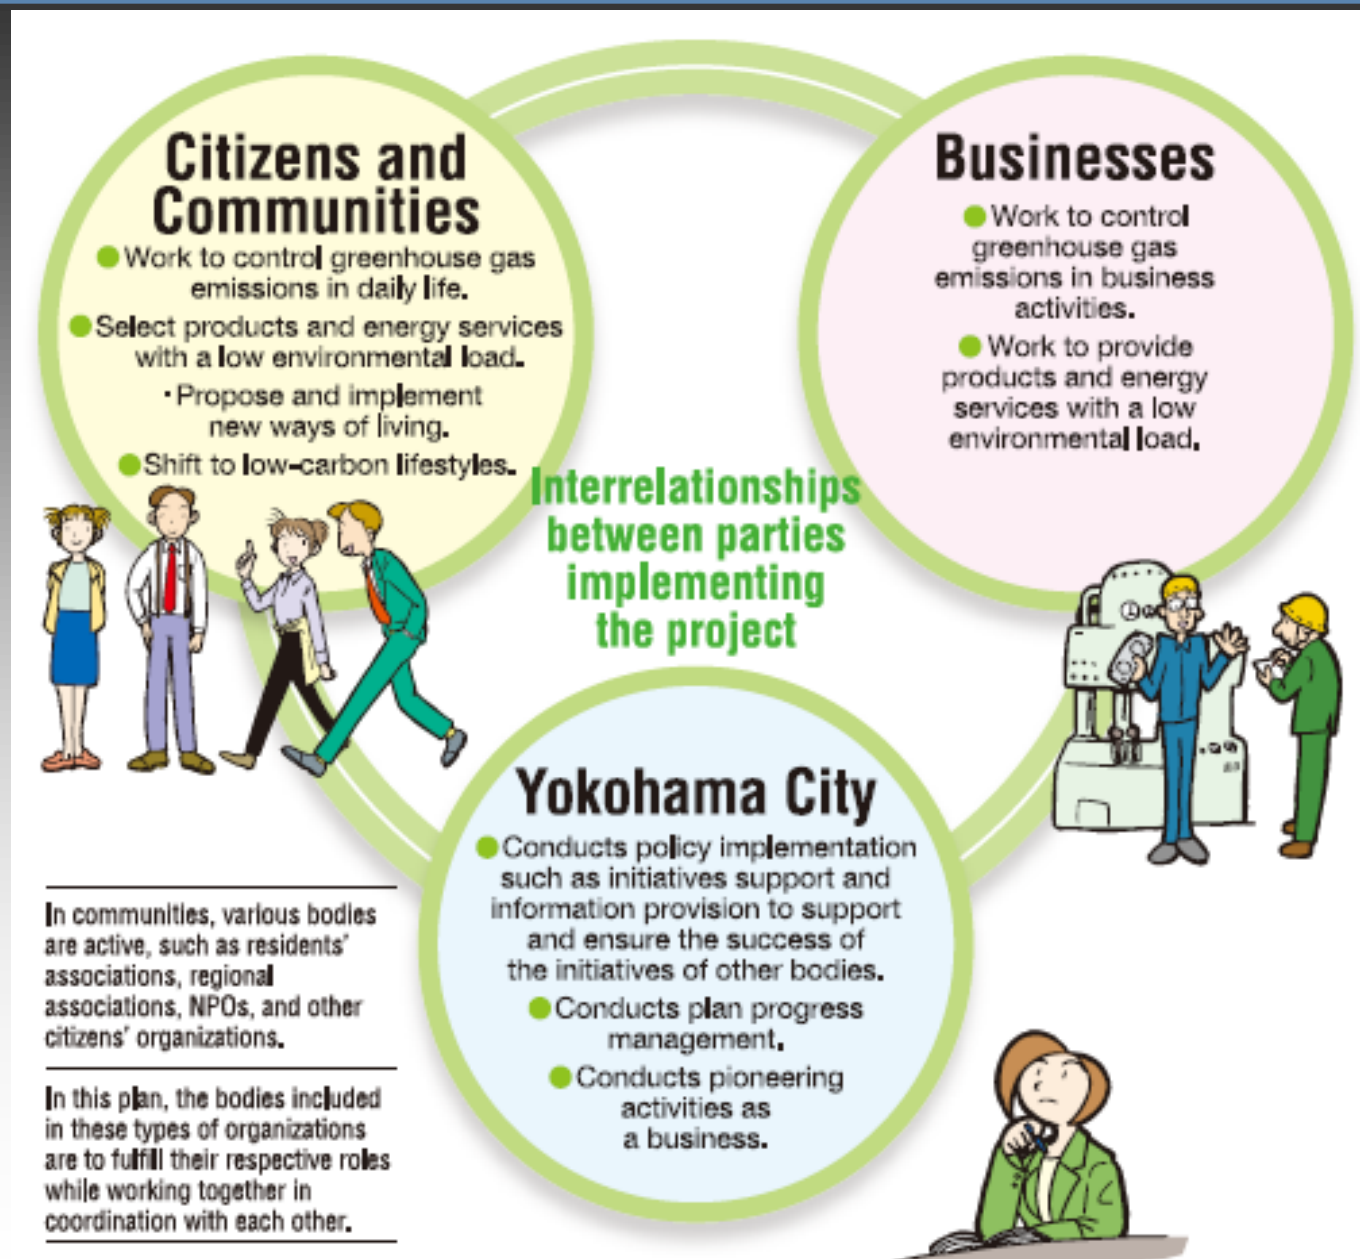 Citizens and
Communities
●Work to control greenhouse gas
emissions in daily life.
●Select products and energy services
with a low environmental load.
・Propose and implement
new ways of living.
●Shift to low-carbon lifestyles.
Businesses
●Work to control
greenhouse gas
emissions in business
activities.
●Work to provide
products and energy
services with a low
environmental load.
Interrelationships
between parties
implementing
the project
Yokohama City
●Conducts policy implementation
such as initiatives support and
information provision to support
and ensure the success of
the initiatives of other bodies.
●Conducts plan progress
management.
●Conducts pioneering
activities as
a business.
In communities, various bodies
are active, such as residents'
associations, regional
associations, NPOs, and other
citizens' organizations.
In this plan, the bodies included
in these types of organizations
are to fulfill their respective roles
while working together in
coordination with each other.